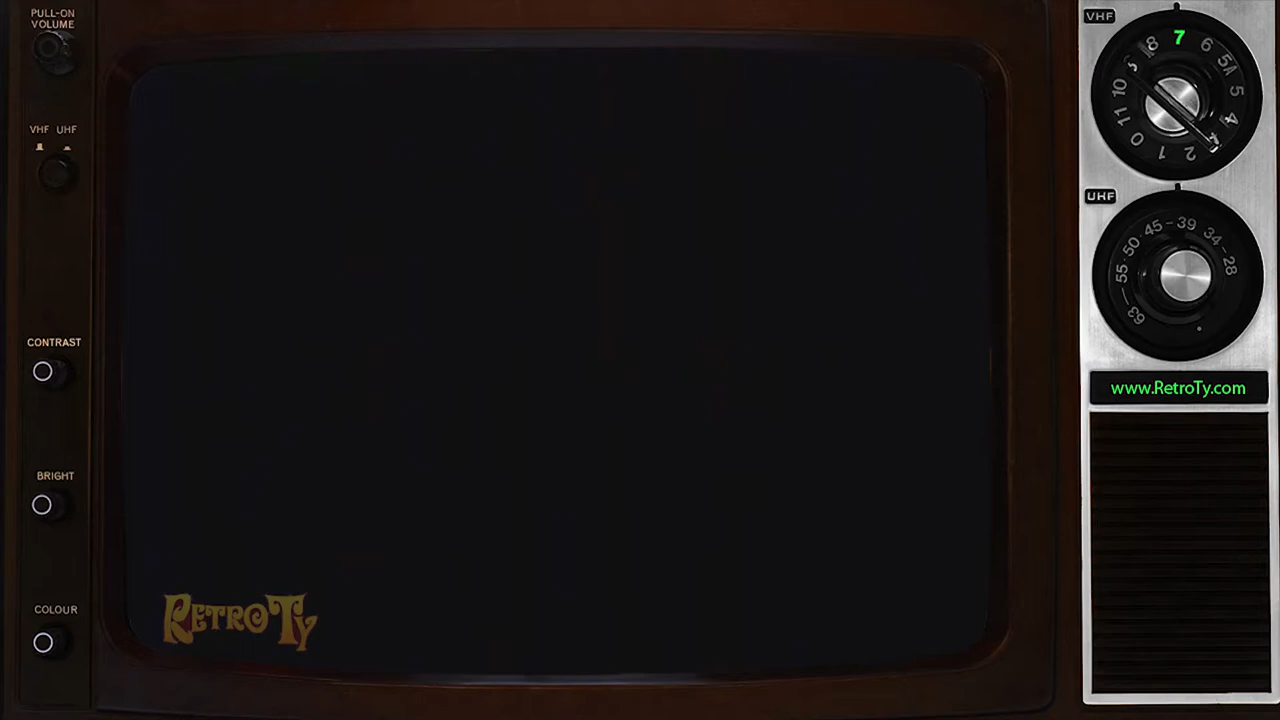 PULL-ON
VOLUME
VHF UHF
CONTRAST
BRIGHT
COLOUR
RetroTy
VHF
7
6
5A
5
4
2
1
0
11
10
9
8
UHF
63 55 50 45 39 34 28
www.RetroTy.com